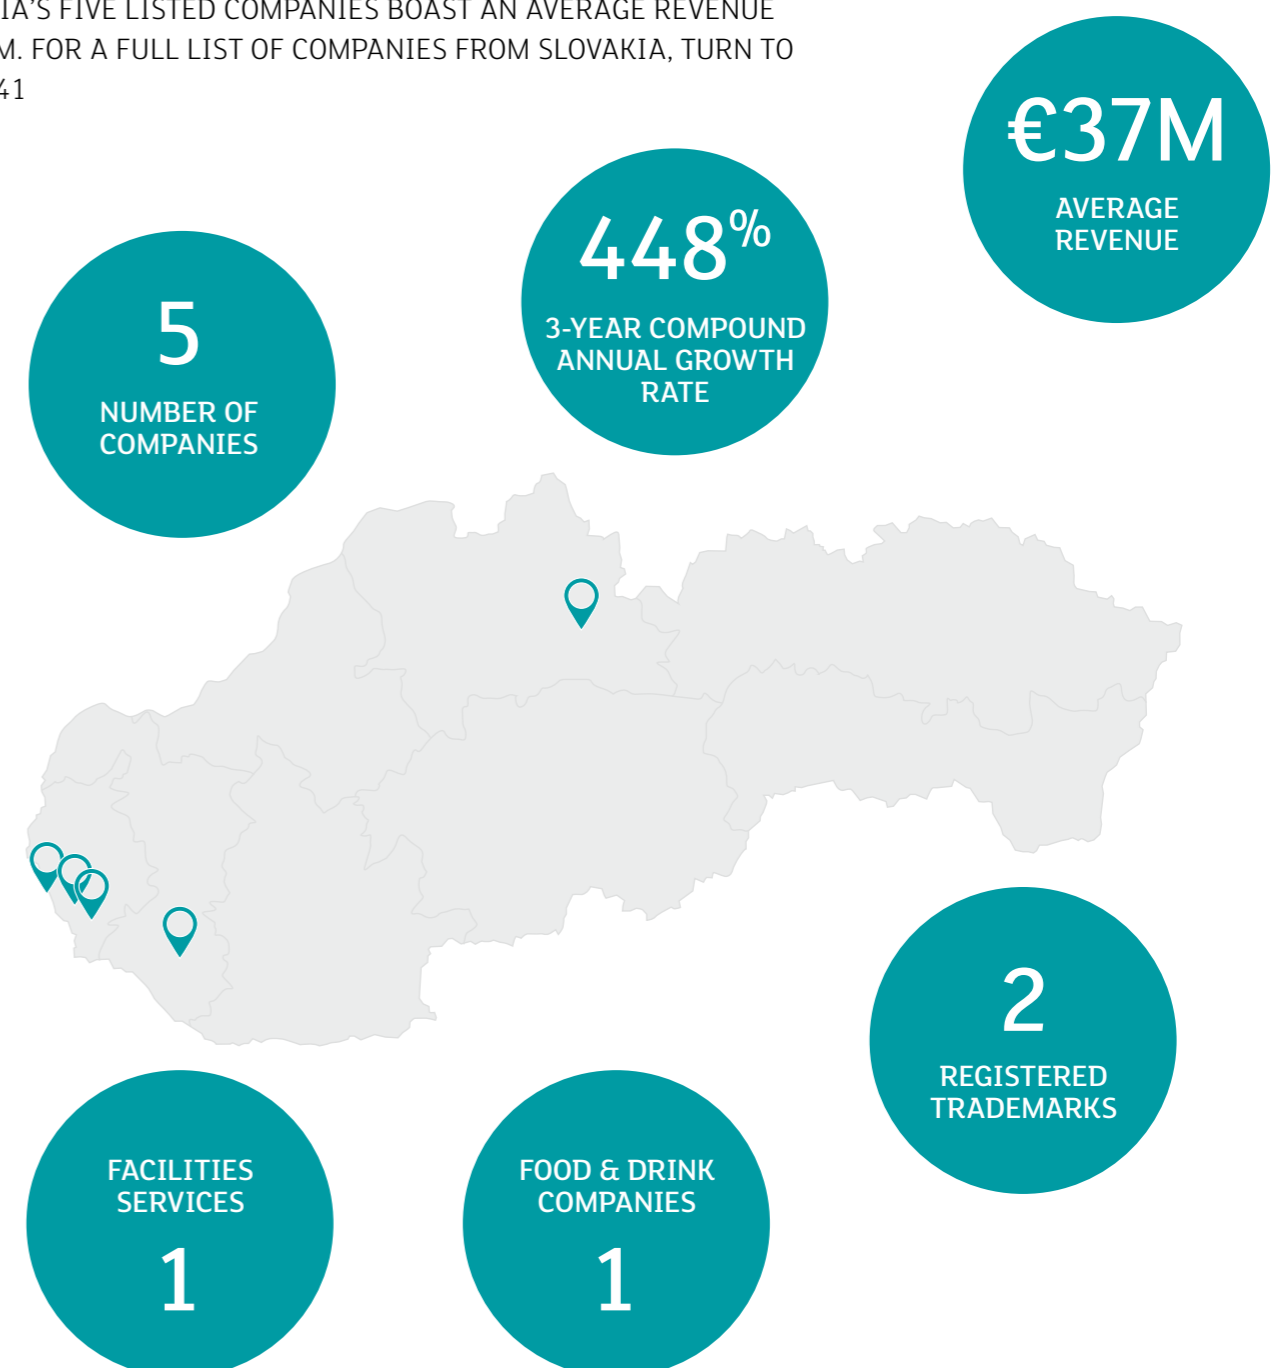 IA'S FIVE LISTED COMPANIES BOAST AN AVERAGE REVENUE
M. FOR A FULL LIST OF COMPANIES FROM SLOVAKIA, TURN TO
41
€37M
AVERAGE
REVENUE
448%
3-YEAR COMPOUND
ANNUAL GROWTH
RATE
5
NUMBER OF
COMPANIES
2
REGISTERED
TRADEMARKS
FACILITIES
SERVICES
1
FOOD & DRINK
COMPANIES
1